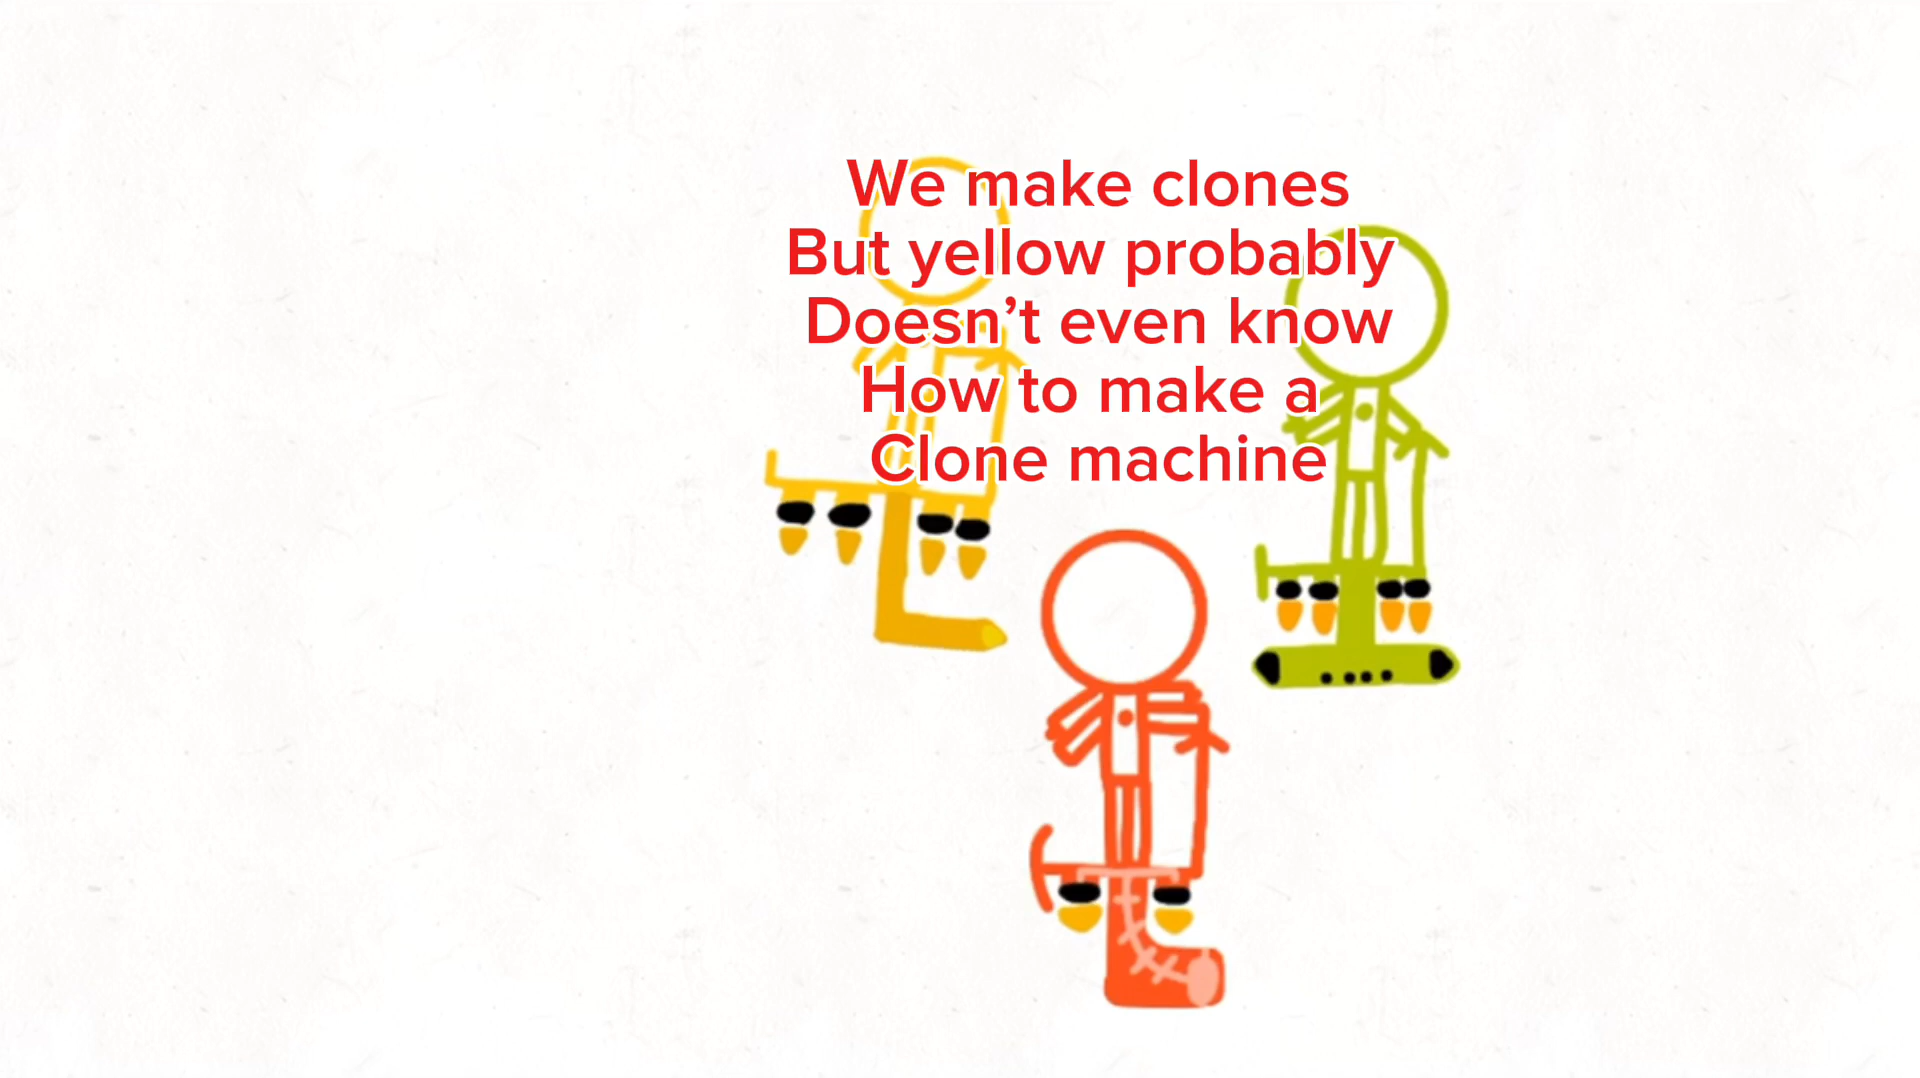 We make clones
But yellow probably
Doesn’t even know
How to make a
Clone machine